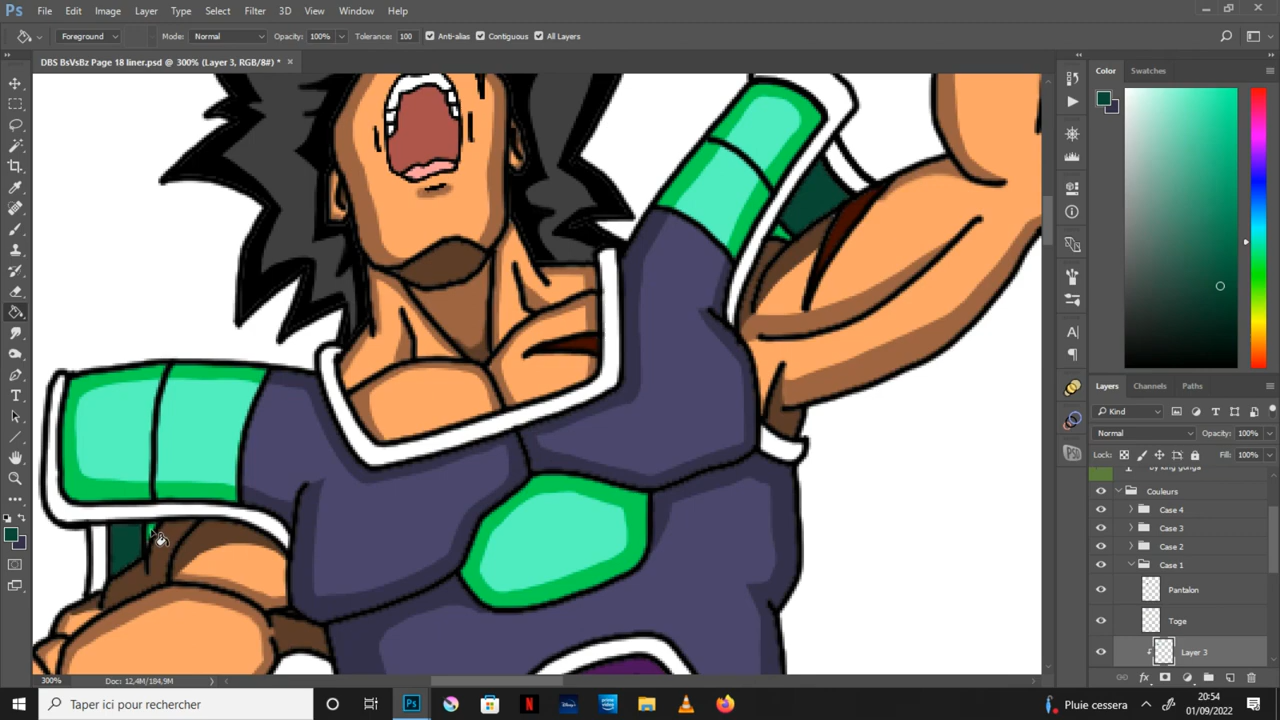 Ps File Edit Image Layer Type Select Filter 3D View Window Help
Foreground Mode: Normal Opacity: 100% Tolerance: 100 Anti-alias Contiguous All Layers
DBS BsVsBz Page 18 liner.psd @ 300% (Layer 3, RGB/8#) *
Color Swatches
Layers Channels Paths
Kind
Normal Opacity: 100%
Lock: Fill: 100%
by king gonga
Couleurs
Case 4
Case 3
Case 2
Case 1
Pantalon
Toge
Layer 3
300% Doc: 12,4M/184,9M
Taper ici pour rechercher
Pluie cessera
20:54
01/09/2022